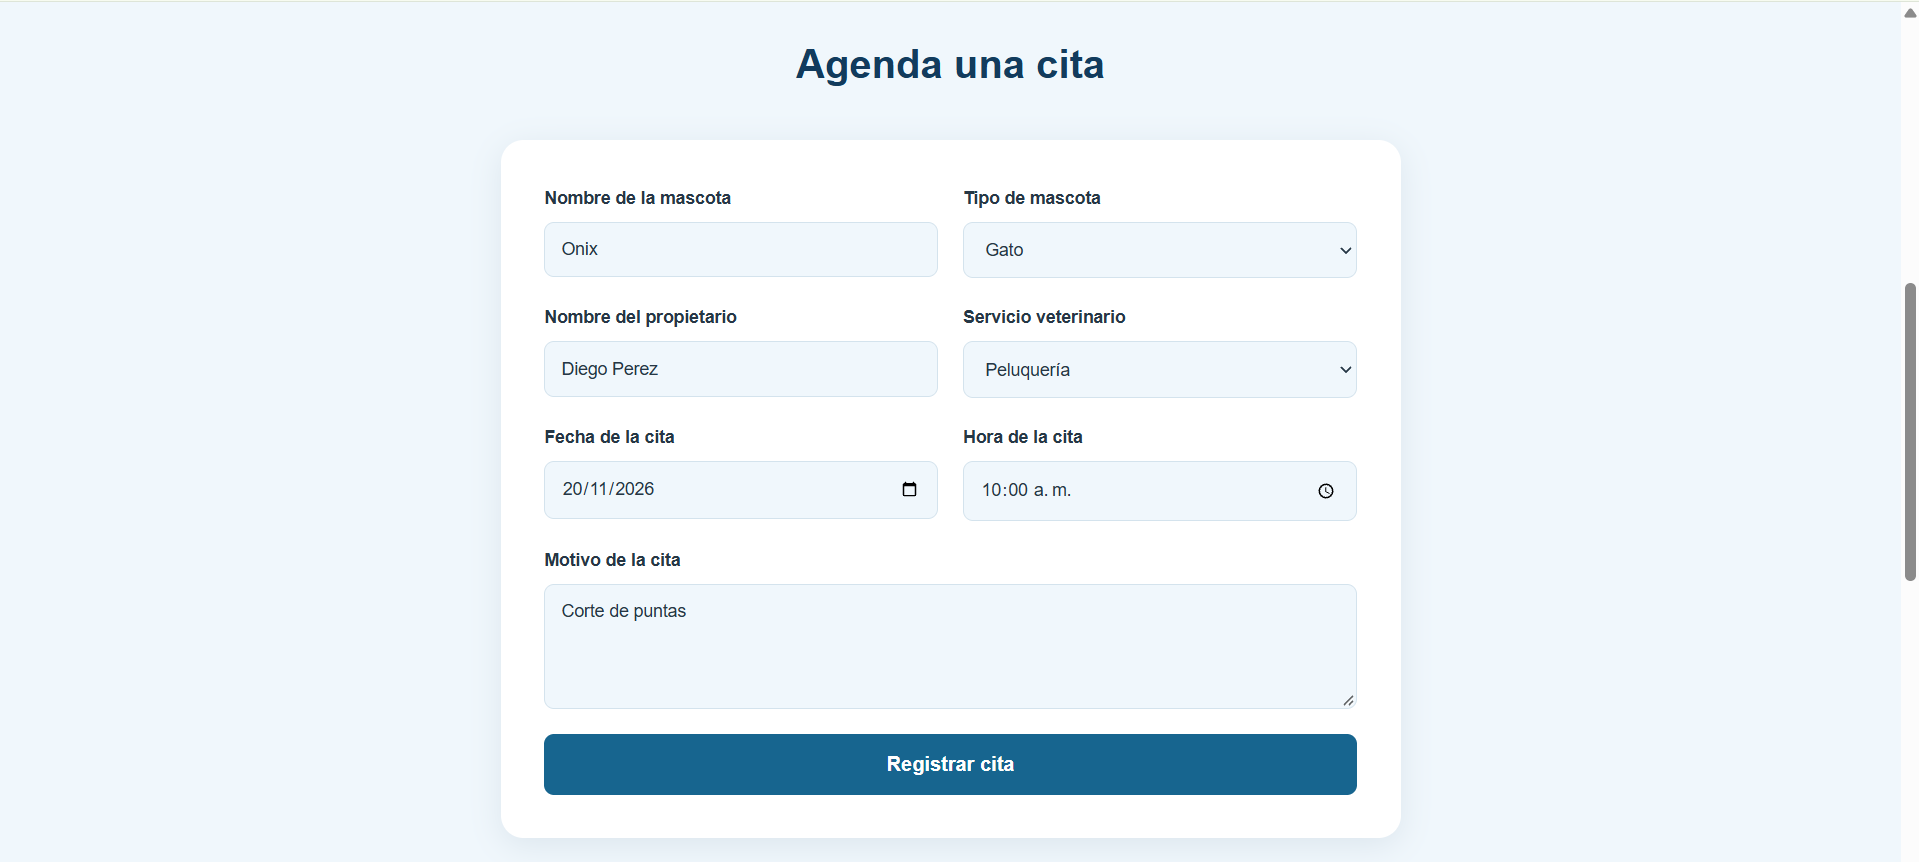 Agenda una cita
Nombre de la mascota
Tipo de mascota
Onix
Gato
Nombre del propietario
Servicio veterinario
Diego Perez
Peluquería
Fecha de la cita
Hora de la cita
20/11/2026
10:00 a. m.
Motivo de la cita
Corte de puntas
Registrar cita